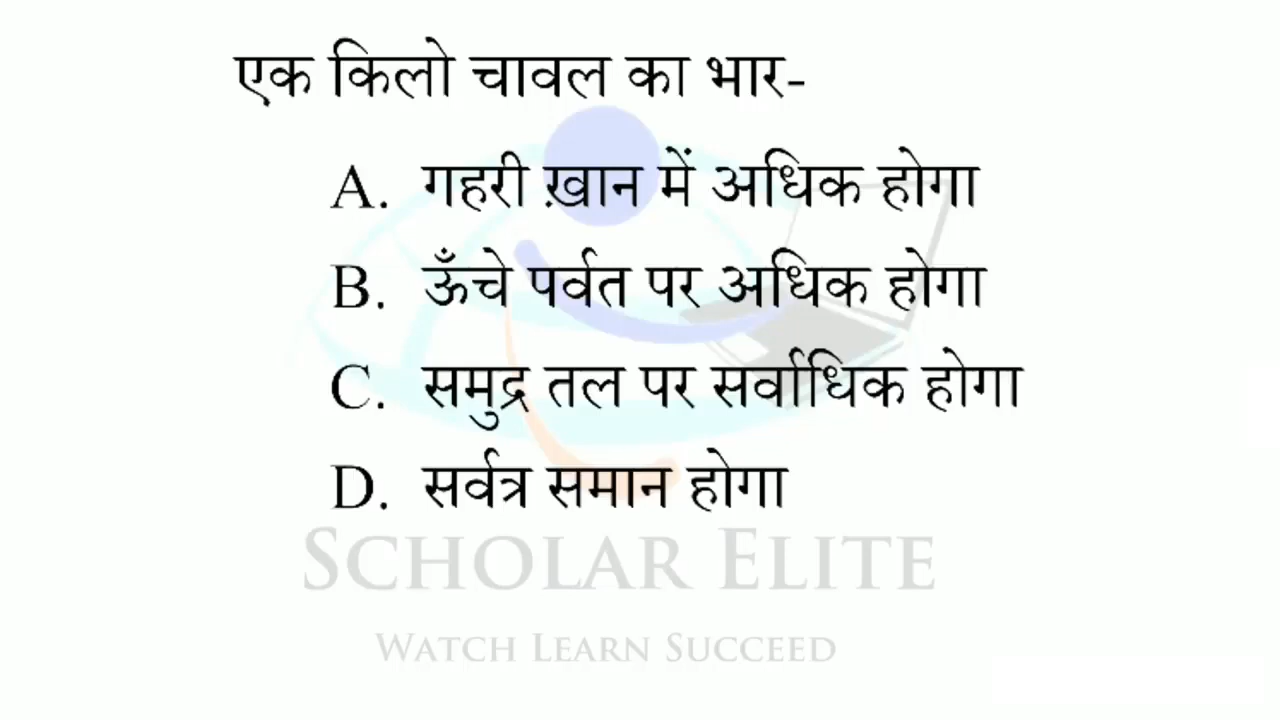 एक किलो चावल का भार-
A. गहरी ख़ान में अधिक होगा
B. ऊँचे पर्वत पर अधिक होगा
C. समुद्र तल पर सर्वाधिक होगा
D. सर्वत्र समान होगा
SCHOLAR ELITE
WATCH LEARN SUCCEED